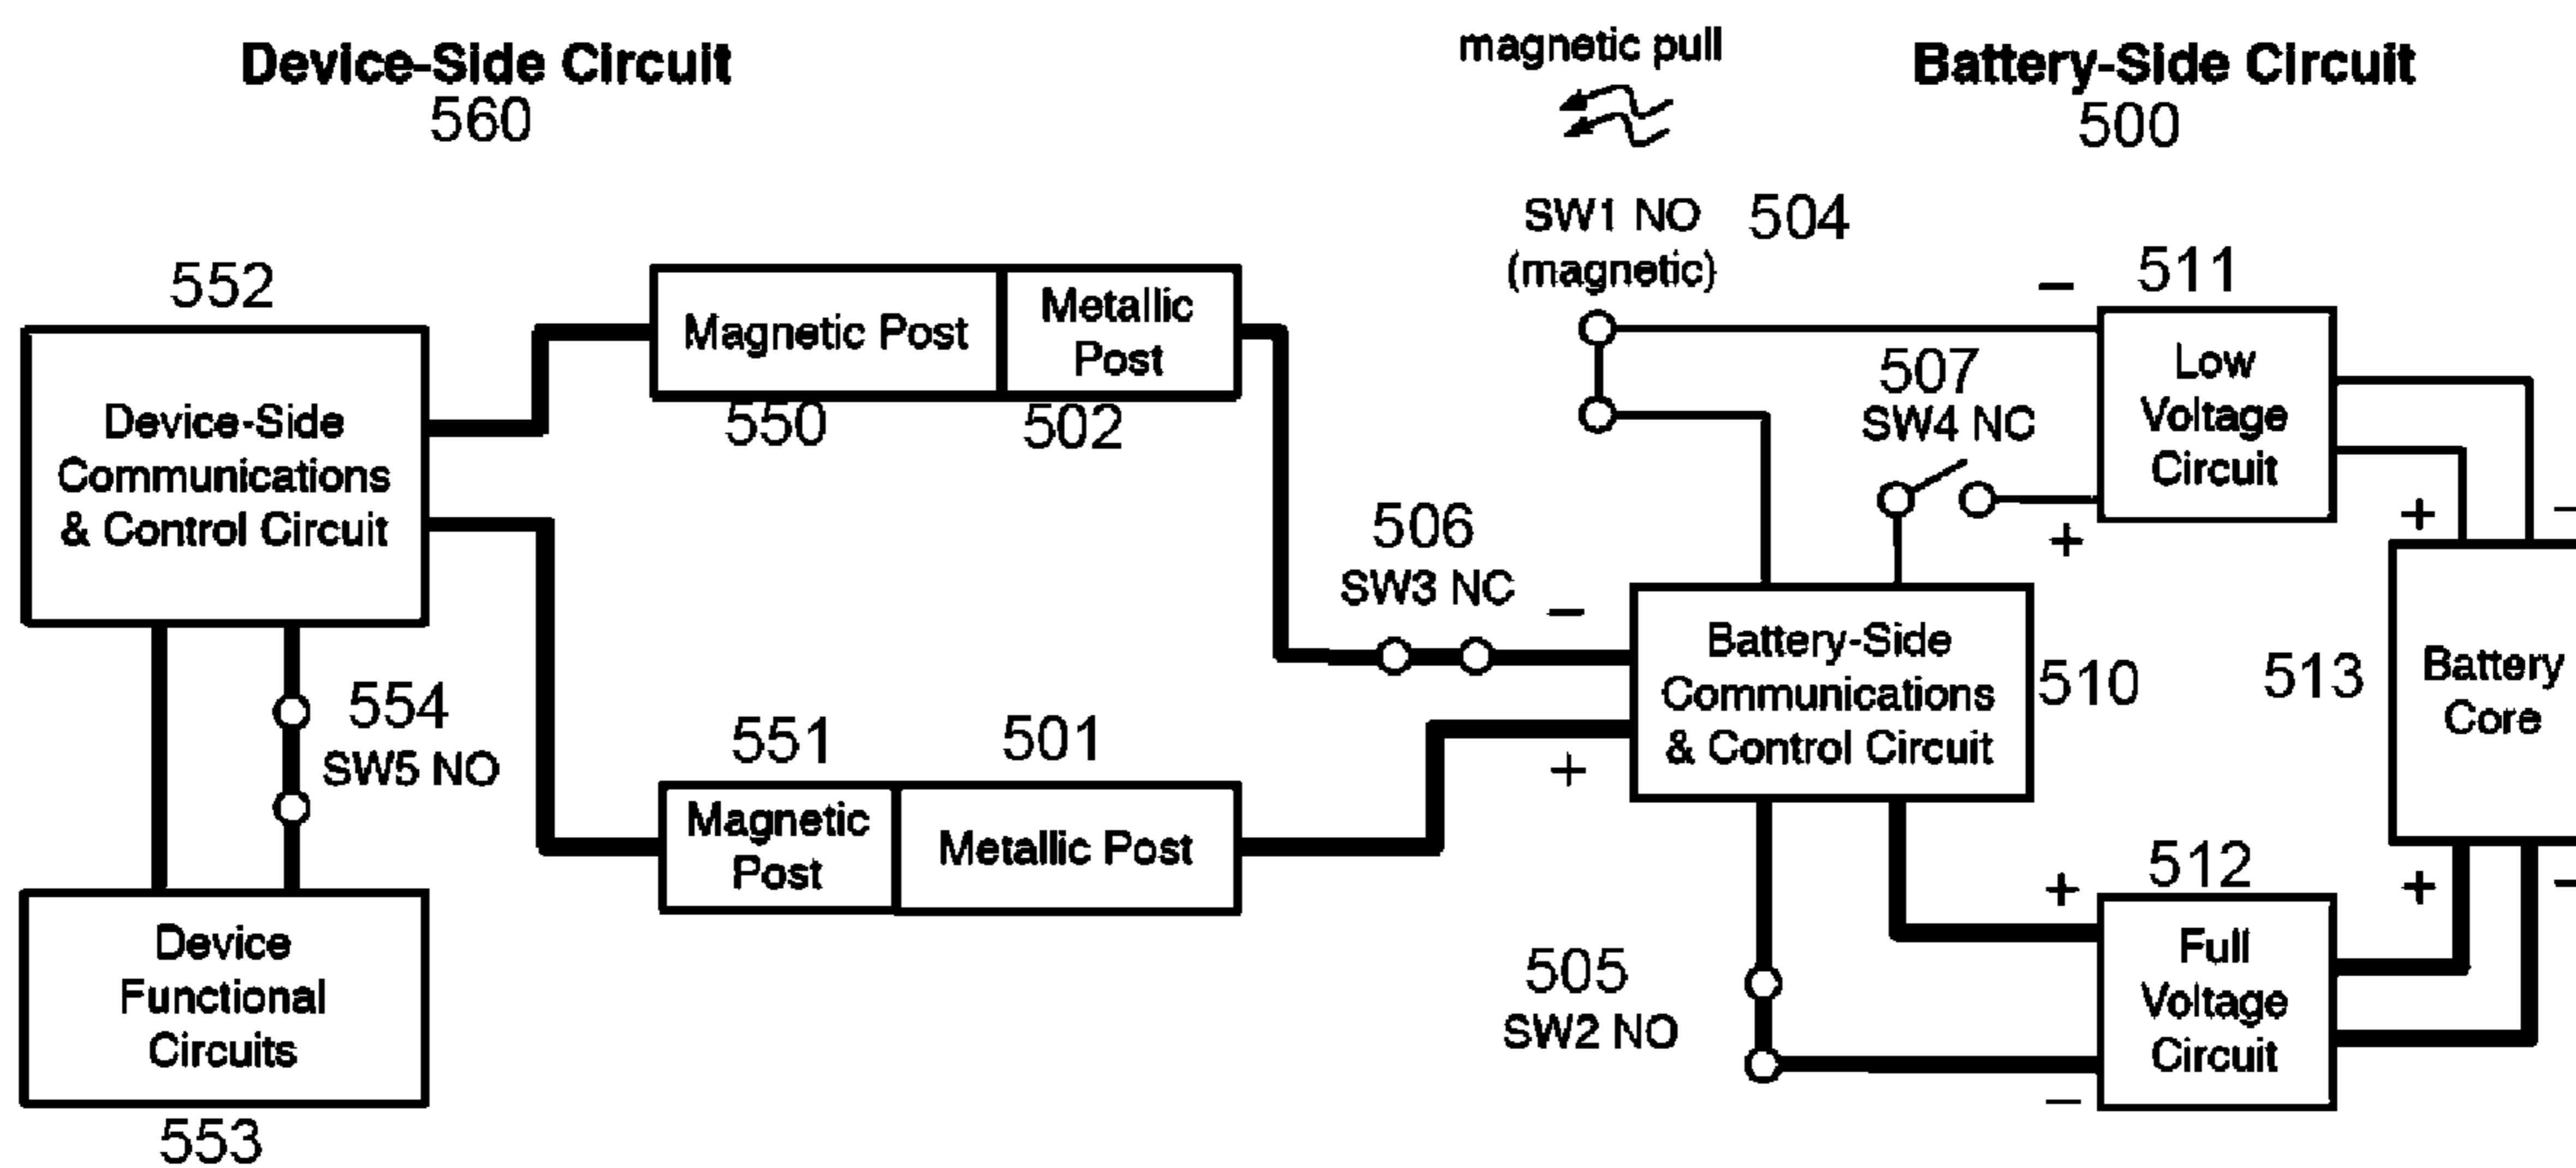 Device-Side Circuit
560
magnetic pull
Battery-Side Circuit
500
SW1 NO
(magnetic)
504
552
Device-Side
Communications
& Control Circuit
Magnetic Post
Metallic
Post
550
502
507
SW4 NC
−
511
Low
Voltage
Circuit
+
+
−
506
SW3 NC
−
+
Battery-Side
Communications
& Control Circuit
510
513
Battery
Core
554
SW5 NO
551
501
Magnetic
Post
Metallic Post
505
SW2 NO
512
+
−
Full
Voltage
Circuit
+
−
Device
Functional
Circuits
553